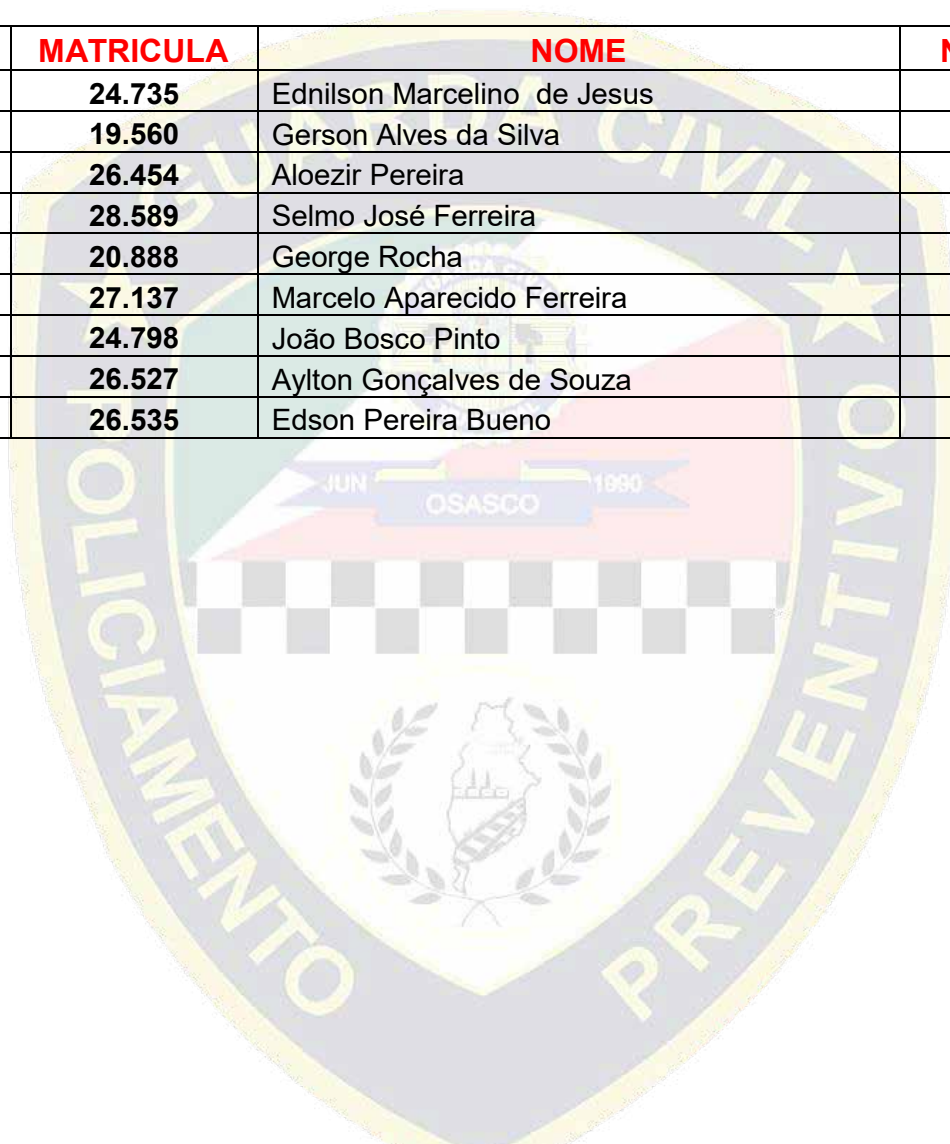 MATRICULA NOME N
24.735 Ednilson Marcelino de Jesus
19.560 Gerson Alves da Silva
26.454 Aloezir Pereira
28.589 Selmo José Ferreira
20.888 George Rocha
27.137 Marcelo Aparecido Ferreira
24.798 João Bosco Pinto
26.527 Aylton Gonçalves de Souza
26.535 Edson Pereira Bueno
GUARDA CIVIL
JUN 1990
OSASCO
POLICIAMENTO PREVENTIVO